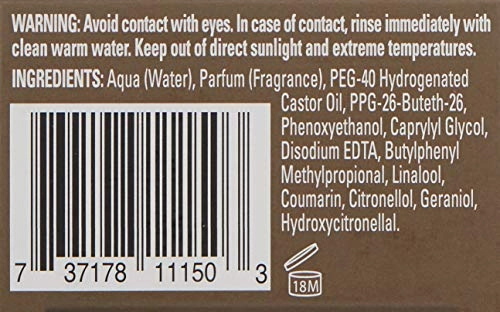 WARNING: Avoid contact with eyes. In case of contact, rinse immediately with
clean warm water. Keep out of direct sunlight and extreme temperatures.
INGREDIENTS: Aqua (Water), Parfum (Fragrance), PEG-40 Hydrogenated
Castor Oil, PPG-26-Buteth-26,
Phenoxyethanol, Caprylyl Glycol,
Disodium EDTA, Butylphenyl
Methylpropional, Linalool,
Coumarin, Citronellol, Geraniol,
Hydroxycitronellal.
7 37178 11150 3
18M